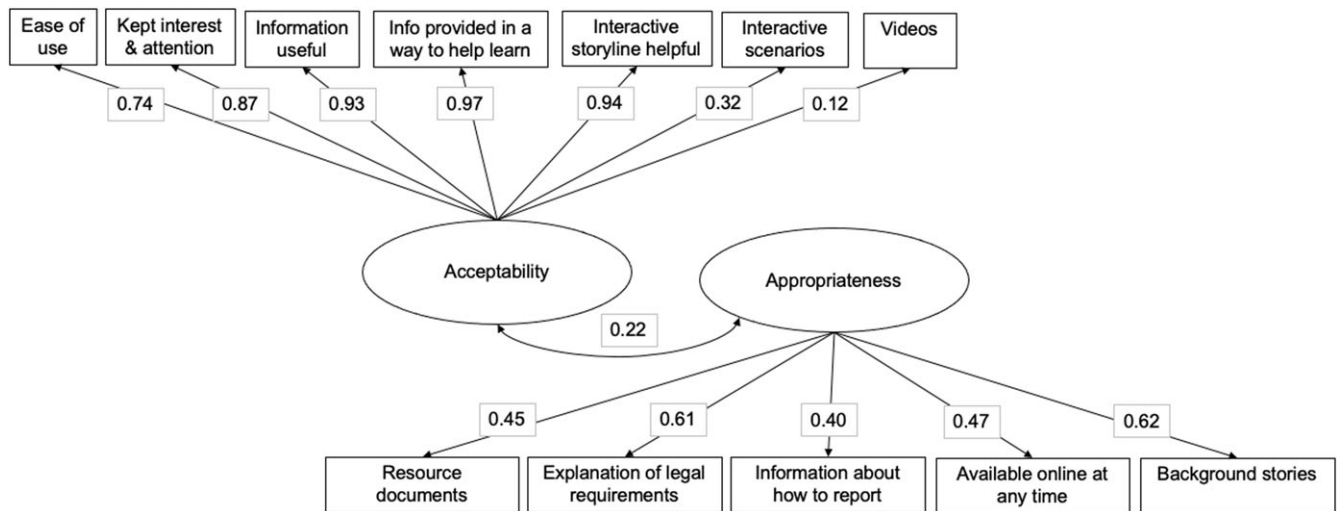 Ease of
use
Kept interest
& attention
Information
useful
Info provided in a
way to help learn
Interactive
storyline helpful
Interactive
scenarios
Videos
0.74
0.87
0.93
0.97
0.94
0.32
0.12
Acceptability
Appropriateness
0.22
0.45
0.61
0.40
0.47
0.62
Resource
documents
Explanation of legal
requirements
Information about
how to report
Available online at
any time
Background stories